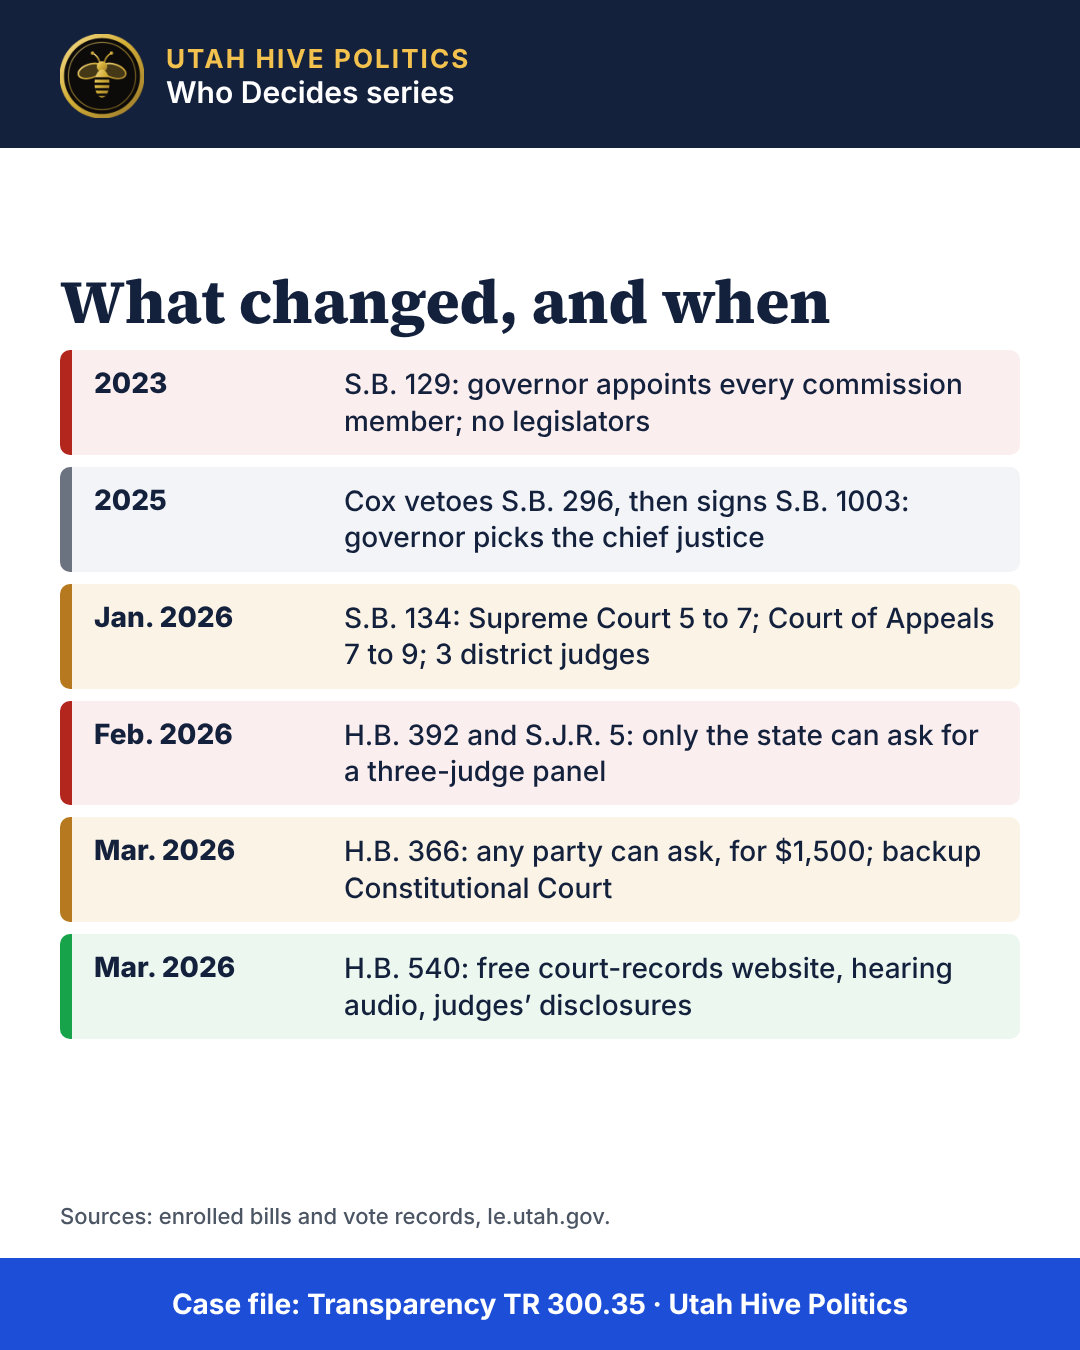 UTAH HIVE POLITICS
Who Decides series
What changed, and when
2023
S.B. 129: governor appoints every commission
member; no legislators
2025
Cox vetoes S.B. 296, then signs S.B. 1003:
governor picks the chief justice
Jan. 2026
S.B. 134: Supreme Court 5 to 7; Court of Appeals
7 to 9; 3 district judges
Feb. 2026
H.B. 392 and S.J.R. 5: only the state can ask for
a three-judge panel
Mar. 2026
H.B. 366: any party can ask, for $1,500; backup
Constitutional Court
Mar. 2026
H.B. 540: free court-records website, hearing
audio, judges’ disclosures
Sources: enrolled bills and vote records, le.utah.gov.
Case file: Transparency TR 300.35 · Utah Hive Politics